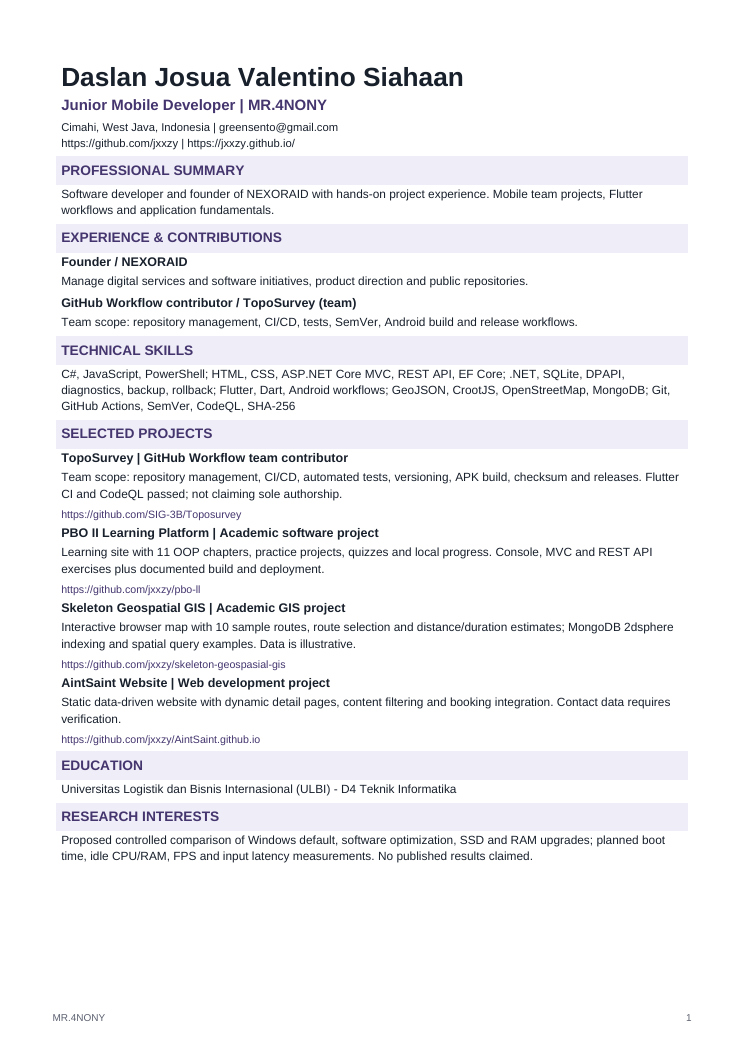 Daslan Josua Valentino Siahaan
Junior Mobile Developer | MR.4NONY
Cimahi, West Java, Indonesia | greensento@gmail.com
https://github.com/jxxzy | https://jxxzy.github.io/
PROFESSIONAL SUMMARY
Software developer and founder of NEXORAID with hands-on project experience. Mobile team projects, Flutter
workflows and application fundamentals.
EXPERIENCE & CONTRIBUTIONS
Founder / NEXORAID
Manage digital services and software initiatives, product direction and public repositories.
GitHub Workflow contributor / TopoSurvey (team)
Team scope: repository management, CI/CD, tests, SemVer, Android build and release workflows.
TECHNICAL SKILLS
C#, JavaScript, PowerShell; HTML, CSS, ASP.NET Core MVC, REST API, EF Core; .NET, SQLite, DPAPI,
diagnostics, backup, rollback; Flutter, Dart, Android workflows; GeoJSON, CrootJS, OpenStreetMap, MongoDB; Git,
GitHub Actions, SemVer, CodeQL, SHA-256
SELECTED PROJECTS
TopoSurvey | GitHub Workflow team contributor
Team scope: repository management, CI/CD, automated tests, versioning, APK build, checksum and releases. Flutter
CI and CodeQL passed; not claiming sole authorship.
https://github.com/SIG-3B/Toposurvey
PBO II Learning Platform | Academic software project
Learning site with 11 OOP chapters, practice projects, quizzes and local progress. Console, MVC and REST API
exercises plus documented build and deployment.
https://github.com/jxxzy/pbo-ll
Skeleton Geospatial GIS | Academic GIS project
Interactive browser map with 10 sample routes, route selection and distance/duration estimates; MongoDB 2dsphere
indexing and spatial query examples. Data is illustrative.
https://github.com/jxxzy/skeleton-geospasial-gis
AintSaint Website | Web development project
Static data-driven website with dynamic detail pages, content filtering and booking integration. Contact data requires
verification.
https://github.com/jxxzy/AintSaint.github.io
EDUCATION
Universitas Logistik dan Bisnis Internasional (ULBI) - D4 Teknik Informatika
RESEARCH INTERESTS
Proposed controlled comparison of Windows default, software optimization, SSD and RAM upgrades; planned boot
time, idle CPU/RAM, FPS and input latency measurements. No published results claimed.
MR.4NONY
1